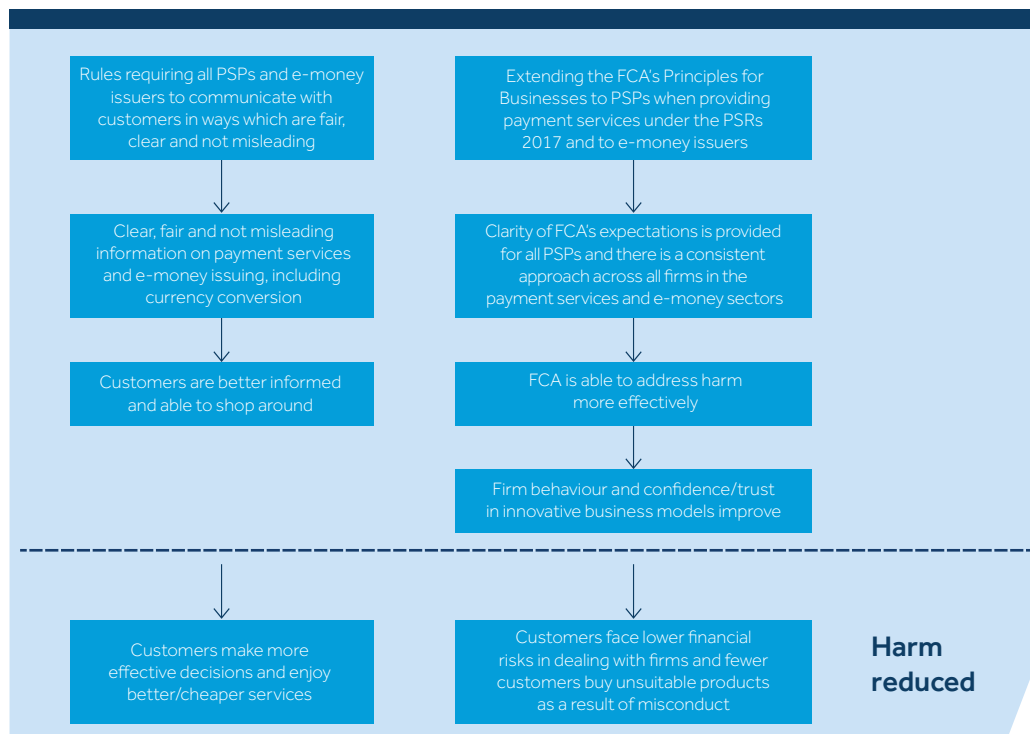 Rules requiring all PSPs and e-money
issuers to communicate with
customers in ways which are fair,
clear and not misleading
Clear, fair and not misleading
information on payment services
and e-money issuing, including
currency conversion
Customers are better informed
and able to shop around
Extending the FCA's Principles for
Businesses to PSPs when providing
payment services under the PSRs
2017 and to e-money issuers
Clarity of FCA's expectations is provided
for all PSPs and there is a consistent
approach across all firms in the
payment services and e-money sectors
FCA is able to address harm
more effectively
Firm behaviour and confidence/trust
in innovative business models improve
Customers make more
effective decisions and enjoy
better/cheaper services
Customers face lower financial
risks in dealing with firms and fewer
customers buy unsuitable products
as a result of misconduct
Harm
reduced